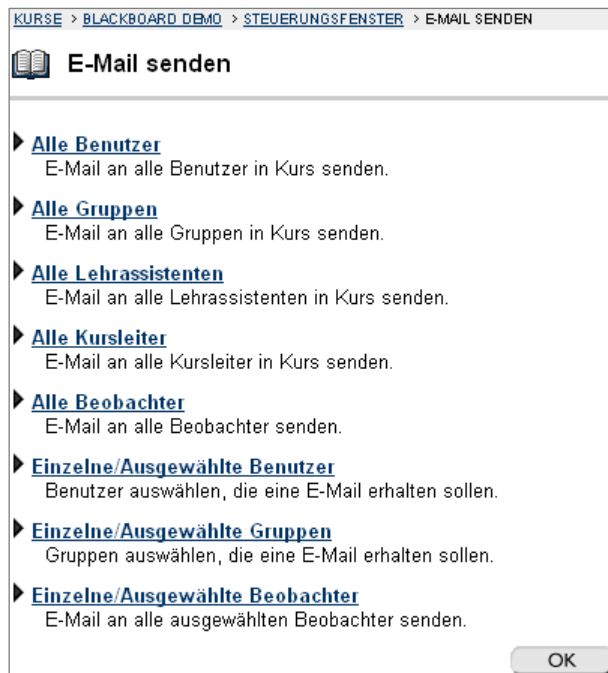 KURSE > BLACKBOARD DEMO > STEUERUNGSFENSTER > E-MAIL SENDEN
E-Mail senden
Alle Benutzer
E-Mail an alle Benutzer in Kurs senden.
Alle Gruppen
E-Mail an alle Gruppen in Kurs senden.
Alle Lehrassistenten
E-Mail an alle Lehrassistenten in Kurs senden.
Alle Kursleiter
E-Mail an alle Kursleiter in Kurs senden.
Alle Beobachter
E-Mail an alle Beobachter senden.
Einzelne/Ausgewählte Benutzer
Benutzer auswählen, die eine E-Mail erhalten sollen.
Einzelne/Ausgewählte Gruppen
Gruppen auswählen, die eine E-Mail erhalten sollen.
Einzelne/Ausgewählte Beobachter
E-Mail an alle ausgewählten Beobachter senden.
OK